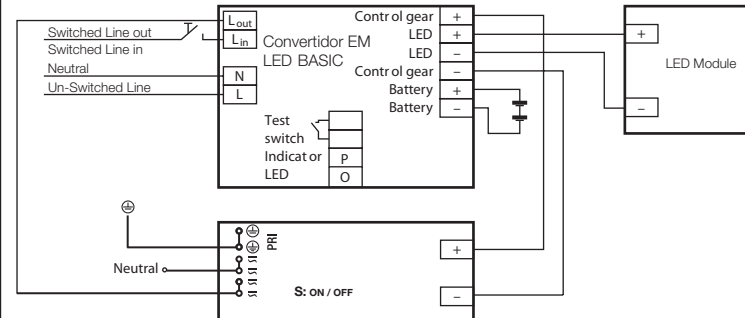 Switched Line out
Switched Line in
Neutral
Un-Switched Line
Lout
Lin
N
L
Convertidor EM
LED BASIC
Test
switch
Indicat or
LED
P
O
Contr ol gear +
LED +
LED –
Contr ol gear –
Battery +
Battery –
+
LED Module
–
PRI
Neutral
S: ON / OFF
+
–